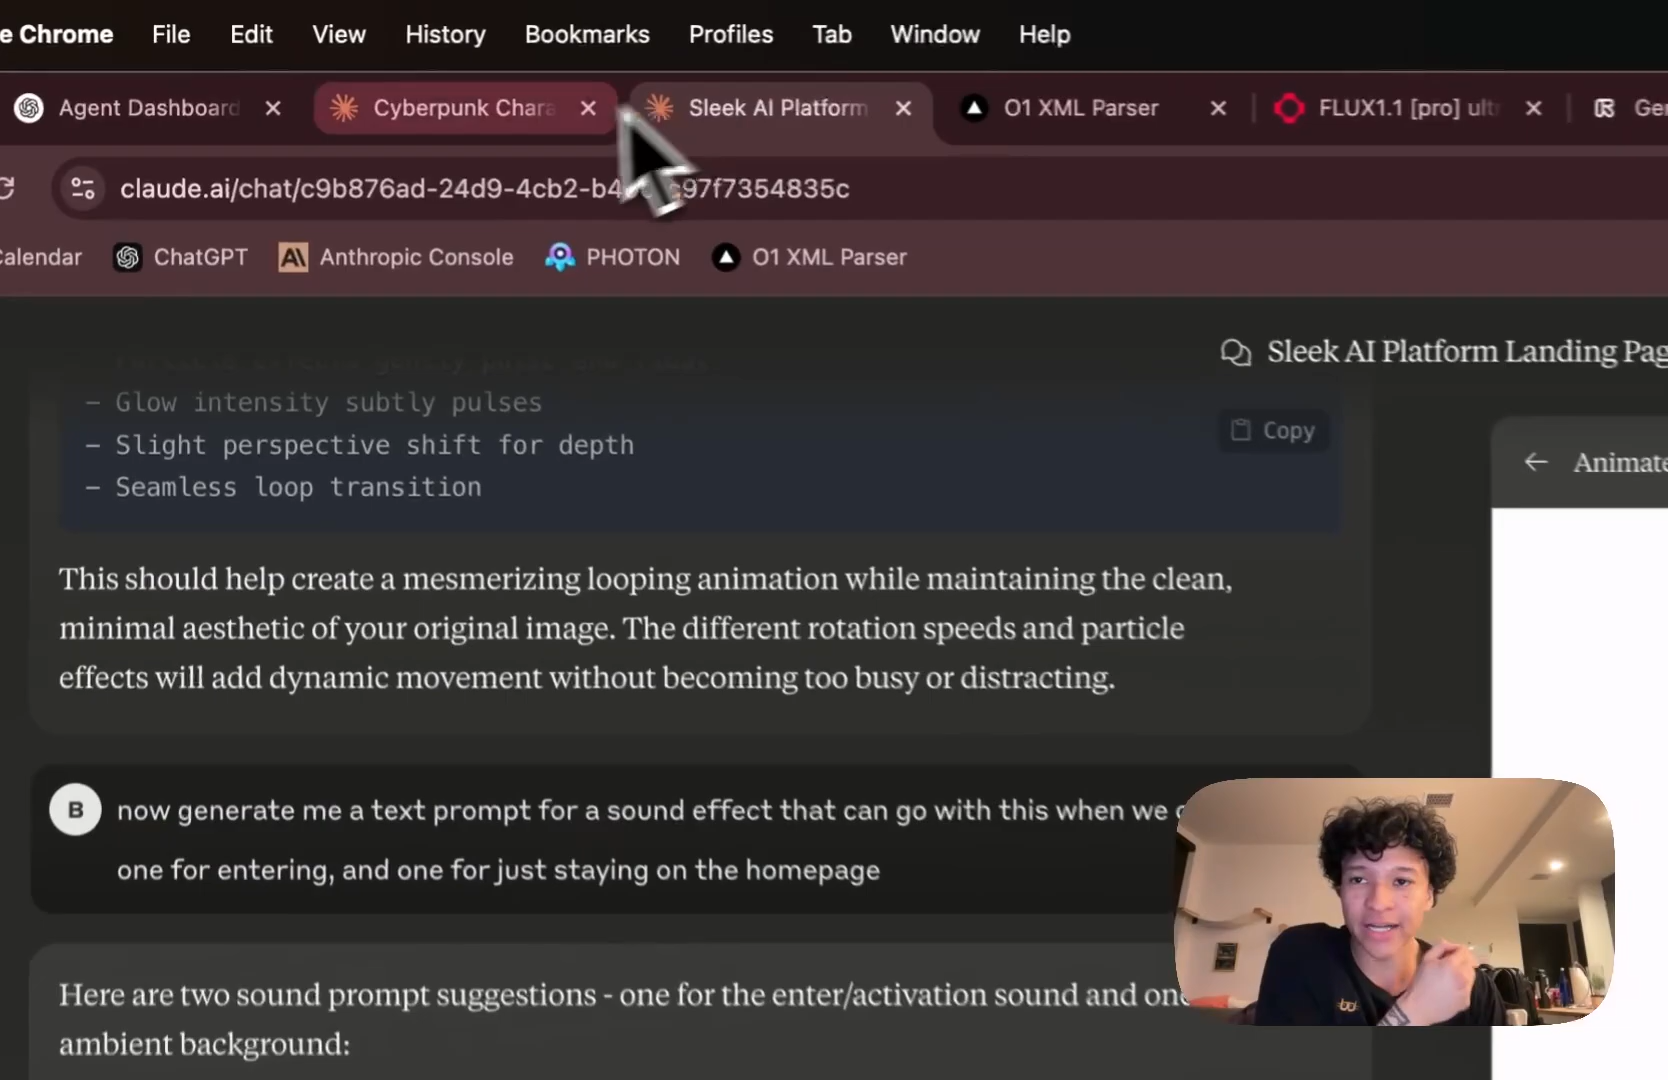 e Chrome File Edit View History Bookmarks Profiles Tab Window Help
Agent Dashboard Cyberpunk Chara Sleek AI Platform O1 XML Parser FLUX1.1 [pro] ult Ge
claude.ai/chat/c9b876ad-24d9-4cb2-b4 97f7354835c
alendar ChatGPT Anthropic Console PHOTON O1 XML Parser
Sleek AI Platform Landing Pag
– Glow intensity subtly pulses
Copy
– Slight perspective shift for depth
Animate
– Seamless loop transition
This should help create a mesmerizing looping animation while maintaining the clean,
minimal aesthetic of your original image. The different rotation speeds and particle
effects will add dynamic movement without becoming too busy or distracting.
B now generate me a text prompt for a sound effect that can go with this when we
one for entering, and one for just staying on the homepage
Here are two sound prompt suggestions - one for the enter/activation sound and one
ambient background: